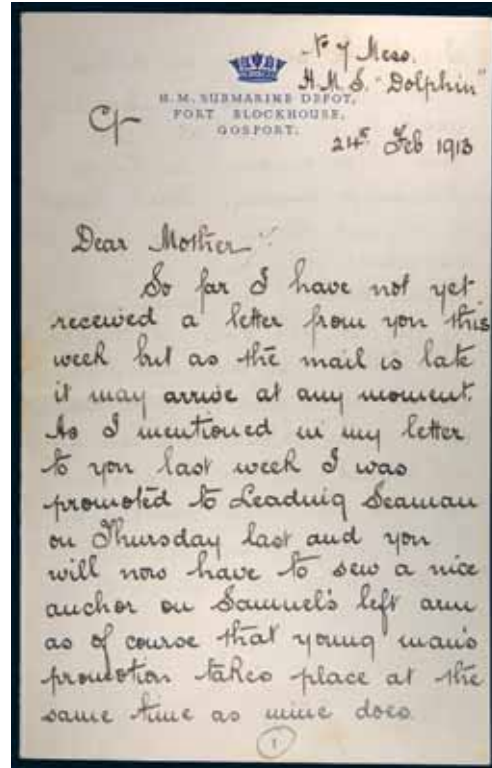 Nº 7 Mess.
H.M.S. "Dolphin"
H.M. SUBMARINE DEPOT,
FORT BLOCKHOUSE,
GOSPORT.
24th Feb 1913
Dear Mother
So far I have not yet
received a letter from you this
week but as the mail is late
it may arrive at any moment.
As I mentioned in my letter
to you last week I was
promoted to Leading Seaman
on Thursday last and you
will now have to sew a nice
anchor on Samuel's left arm
as of course that young man's
promotion takes place at the
same time as mine does.
1